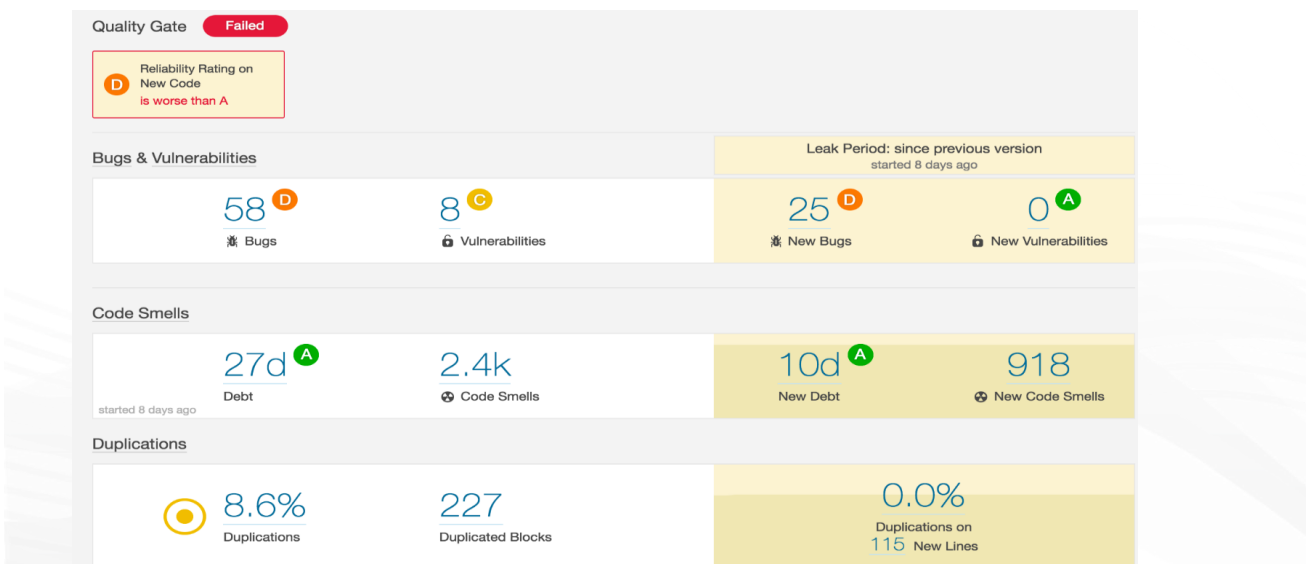 Quality Gate Failed
D Reliability Rating on
New Code
is worse than A
Leak Period: since previous version
started 8 days ago
Bugs & Vulnerabilities
58 D 8 C 25 D 0 A
Bugs Vulnerabilities New Bugs New Vulnerabilities
Code Smells
27d A 2.4k 10d A 918
Debt Code Smells New Debt New Code Smells
started 8 days ago
Duplications
8.6% 227 0.0%
Duplications Duplicated Blocks Duplications on
115 New Lines